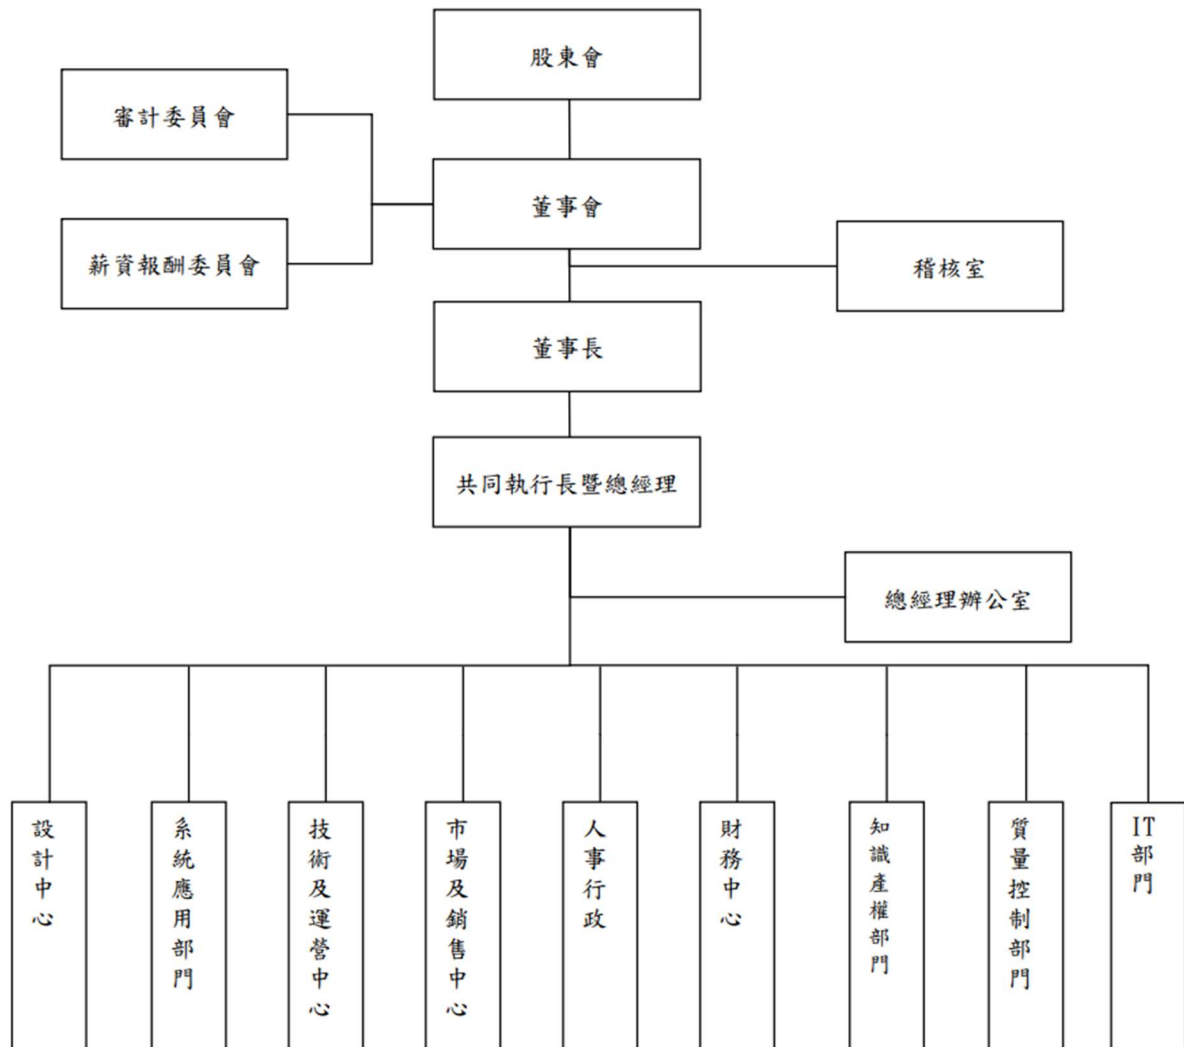 股東會
審計委員會
董事會
薪資報酬委員會
稽核室
董事長
共同執行長暨總經理
總經理辦公室
設計中心
系統應用部門
技術及運營中心
市場及銷售中心
人事行政
財務中心
知識產權部門
質量控制部門
IT部門